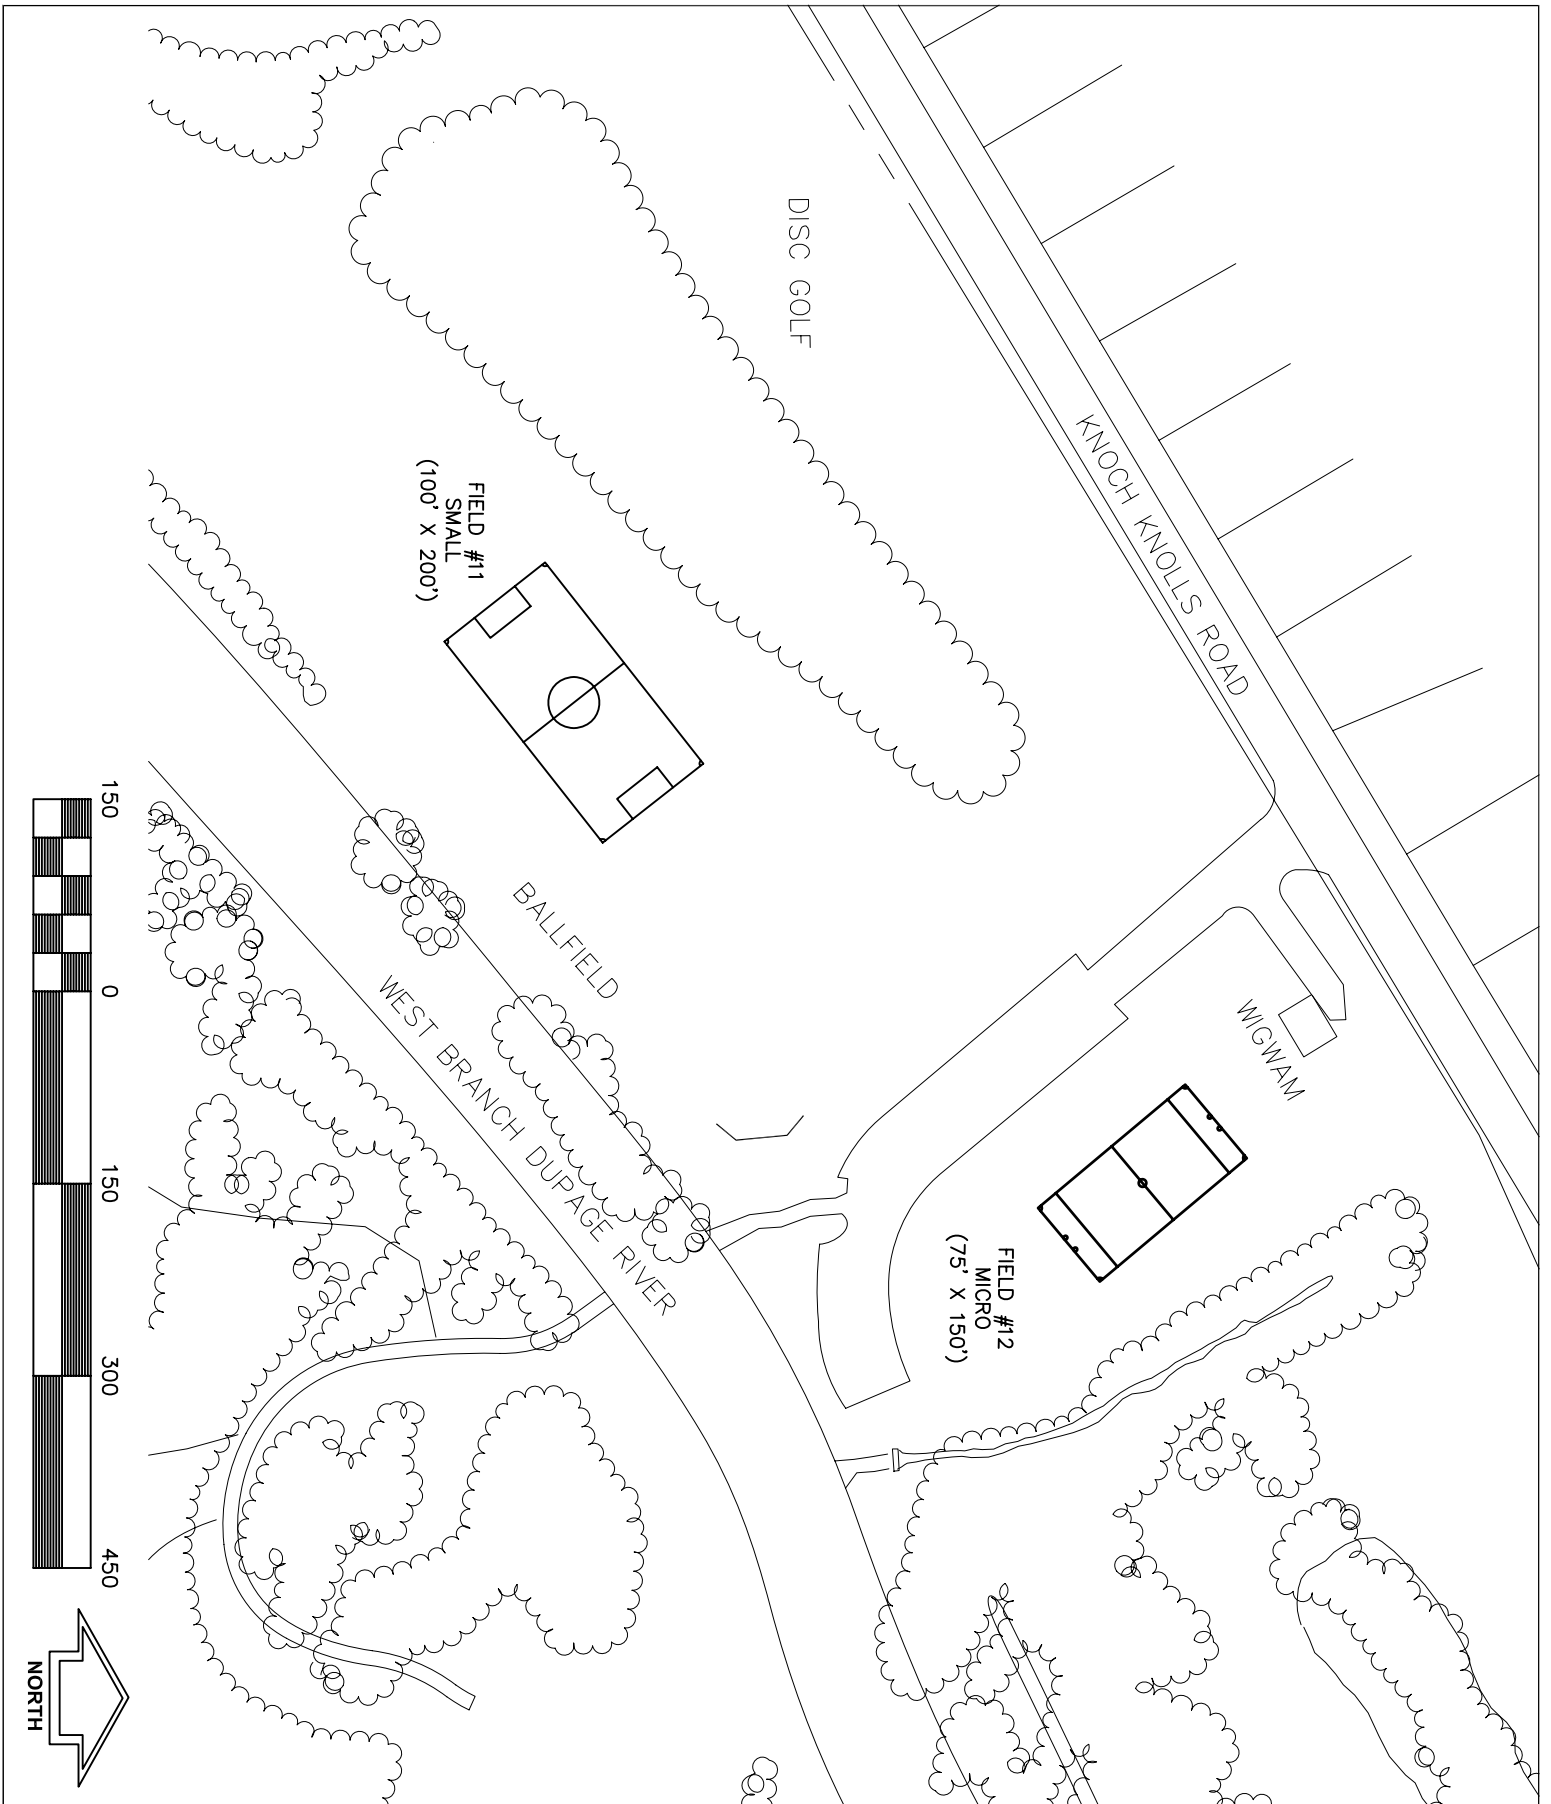 KNOCH KNOLLS ROAD
DISC GOLF
WIGWAM
FIELD #11
SMALL
(100' X 200')
FIELD #12
MICRO
(75' X 150')
BALLFIELD
WEST BRANCH DUPAGE RIVER
150 0 150 300 450
NORTH